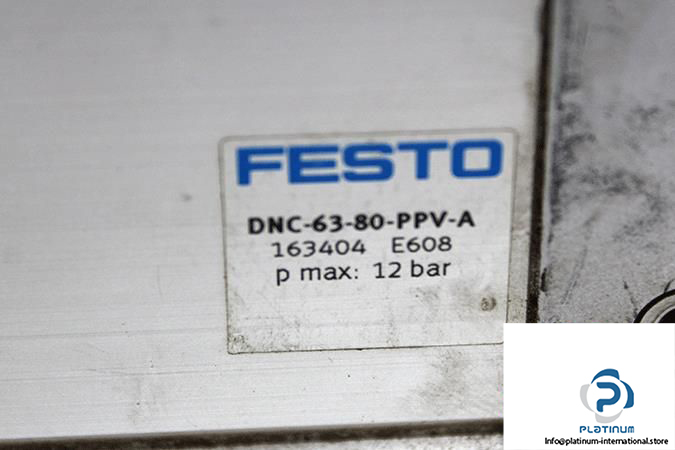 FESTO
DNC-63-80-PPV-A
163404 E608
p max: 12 bar
PLATINUM
Info@platinum-international.store